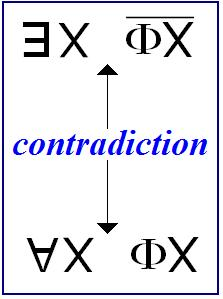 ∃X Φ̅X̅
contradiction
∀X ΦX